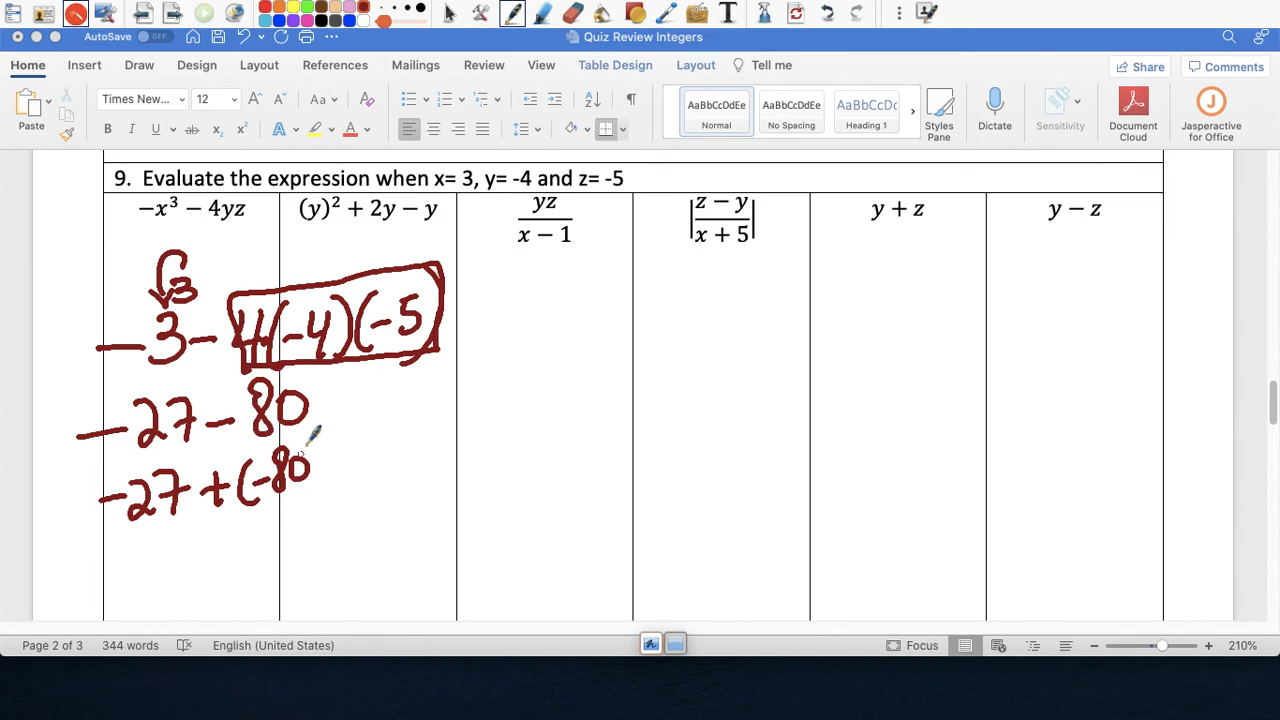 AutoSave OFF
Quiz Review Integers
Home Insert Draw Design Layout References Mailings Review View Table Design Layout Tell me
Share Comments
Paste
Times New... 12
AaBbCcDdEe AaBbCcDdEe AaBbCcDc
Normal No Spacing Heading 1
Styles Pane
Dictate
Sensitivity
Document Cloud
Jasperactive for Office
9. Evaluate the expression when x= 3, y= -4 and z= -5
−x³ − 4yz
(y)² + 2y − y
yz
x − 1
|z − y
x + 5|
y + z
y − z
3
−3 − 4(−4)(−5
−27 − 80
−27 + (−80
Page 2 of 3 344 words English (United States) Focus 210%